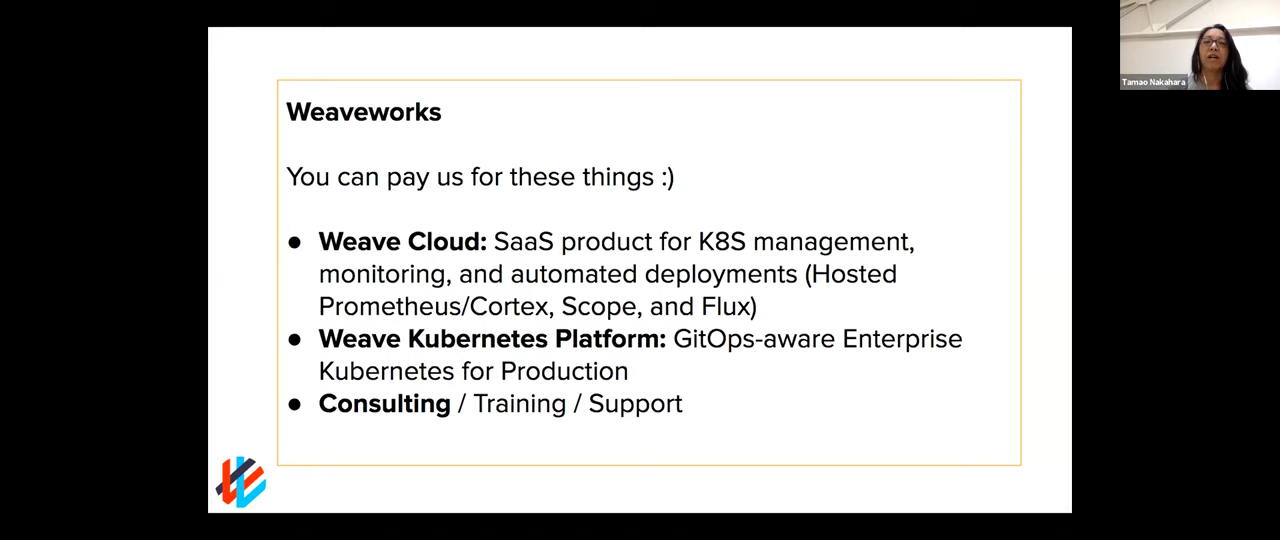 Weaveworks
You can pay us for these things :)
● Weave Cloud: SaaS product for K8S management,
monitoring, and automated deployments (Hosted
Prometheus/Cortex, Scope, and Flux)
● Weave Kubernetes Platform: GitOps-aware Enterprise
Kubernetes for Production
● Consulting / Training / Support
Tamao Nakahara